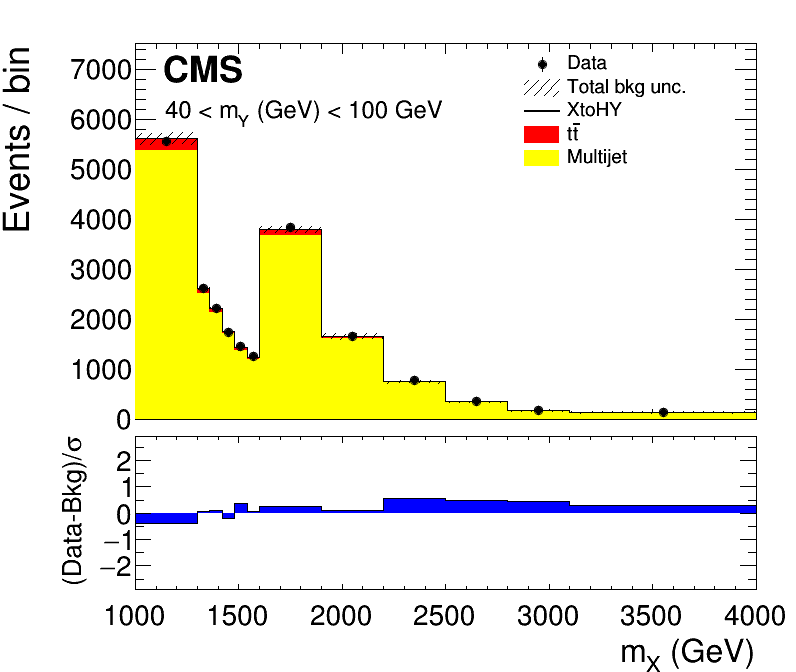 Events / bin
7000
6000
5000
4000
3000
2000
1000
0
CMS
40 < m_Y (GeV) < 100 GeV
Data
Total bkg unc.
XtoHY
tt̄
Multijet
(Data-Bkg)/σ
2
1
0
−1
−2
1000 1500 2000 2500 3000 3500 4000
m_X (GeV)